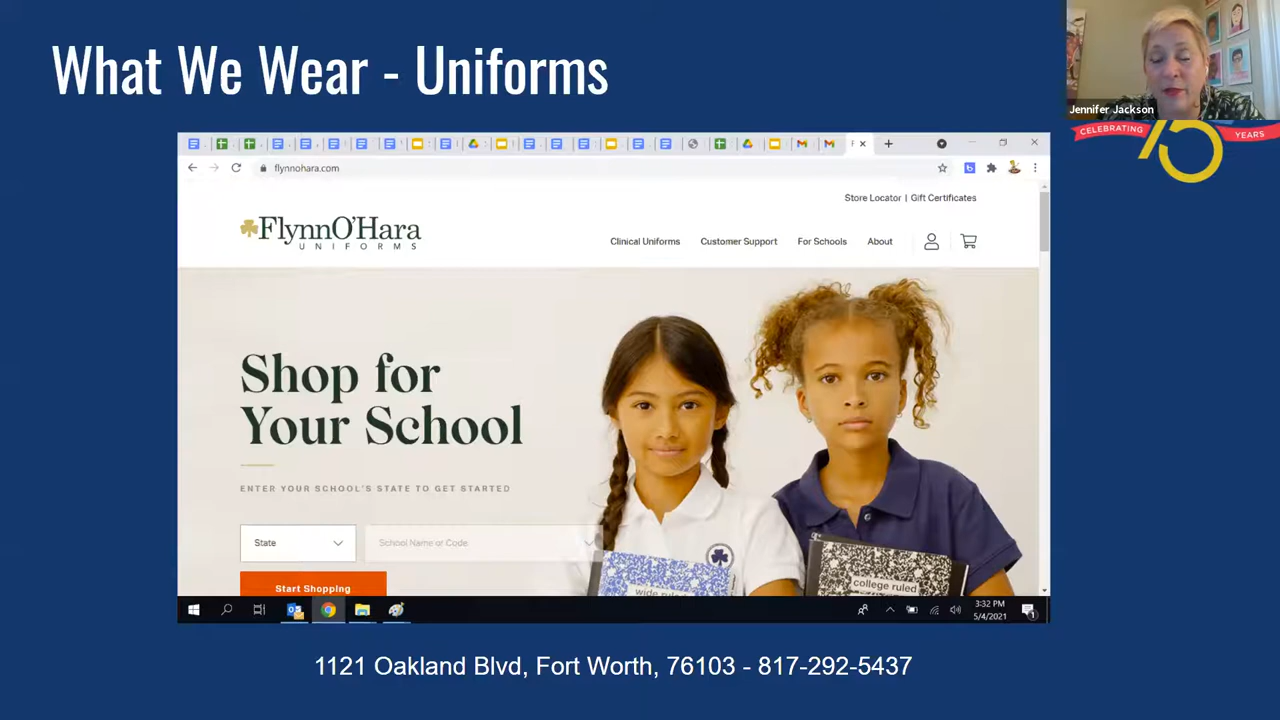 What We Wear - Uniforms
Jennifer Jackson
CELEBRATING 75 YEARS
flynnohara.com
Store Locator | Gift Certificates
FlynnO'Hara
UNIFORMS
Clinical Uniforms Customer Support For Schools About
Shop for
Your School
ENTER YOUR SCHOOL'S STATE TO GET STARTED
State School Name or Code
Start Shopping
wide ruled
college ruled
3:32 PM
5/4/2021
1
1121 Oakland Blvd, Fort Worth, 76103 - 817-292-5437